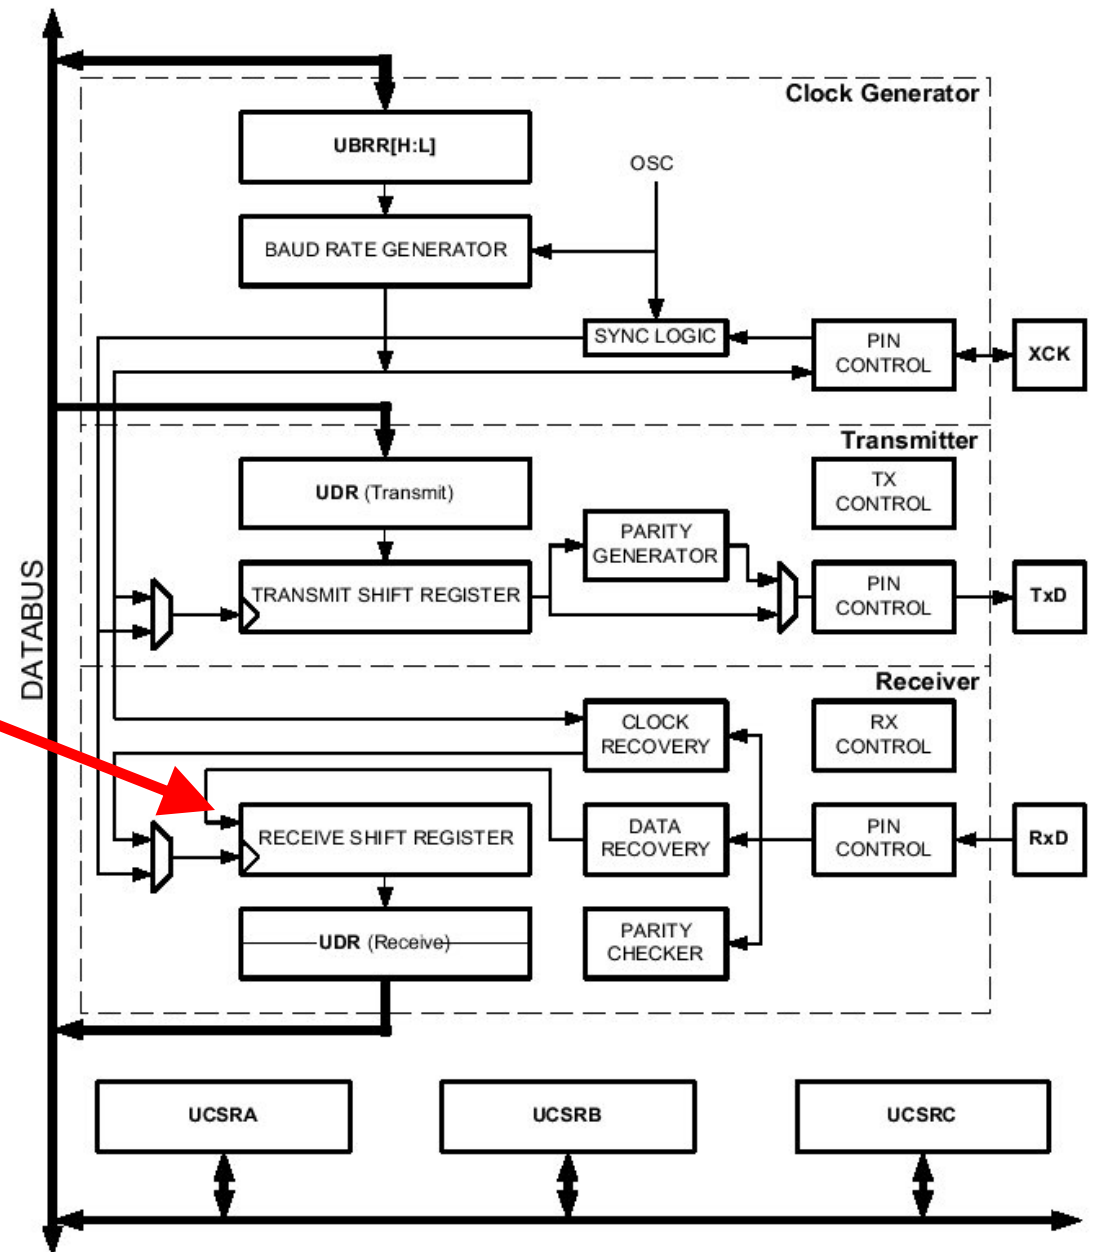 Clock Generator
UBRR[H:L]
OSC
BAUD RATE GENERATOR
SYNC LOGIC
PIN
CONTROL
XCK
DATABUS
Transmitter
UDR (Transmit)
TX
CONTROL
PARITY
GENERATOR
TRANSMIT SHIFT REGISTER
PIN
CONTROL
TxD
Receiver
CLOCK
RECOVERY
RX
CONTROL
RECEIVE SHIFT REGISTER
DATA
RECOVERY
PIN
CONTROL
RxD
UDR (Receive)
PARITY
CHECKER
UCSRA
UCSRB
UCSRC